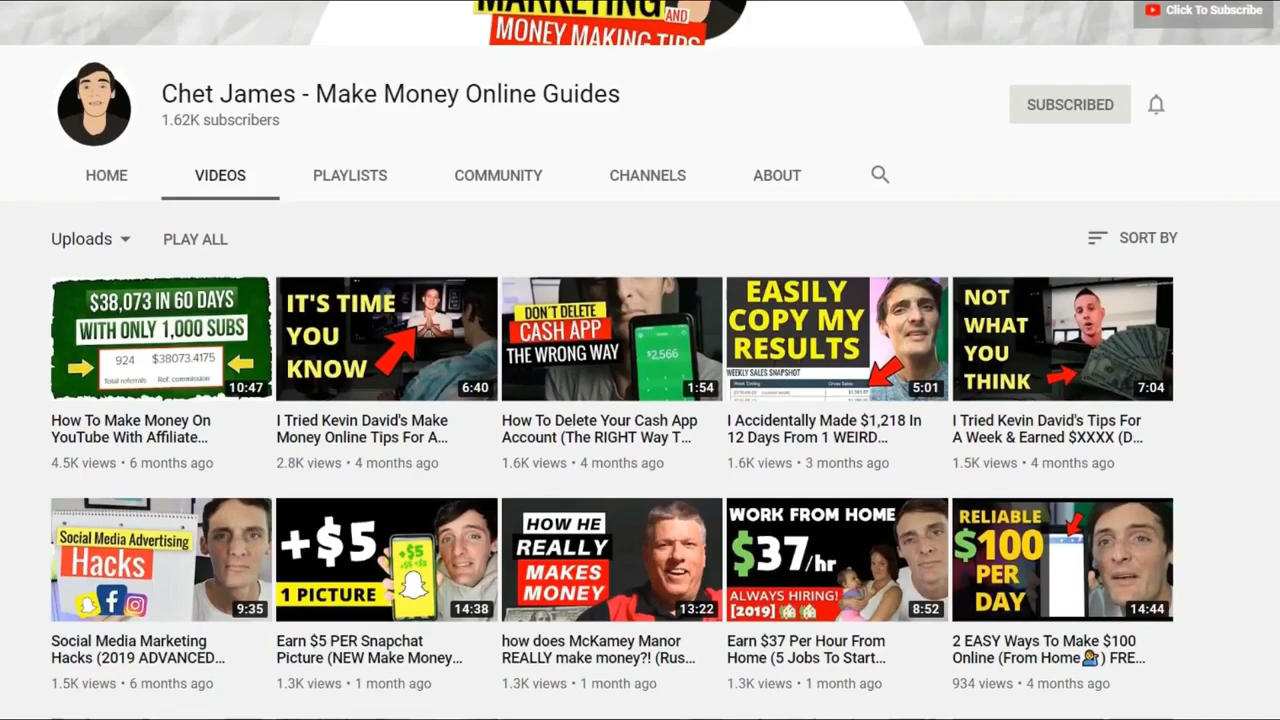 MARKETING
AND
MONEY MAKING TIPS
Click To Subscribe
Chet James - Make Money Online Guides
1.62K subscribers
SUBSCRIBED
HOME
VIDEOS
PLAYLISTS
COMMUNITY
CHANNELS
ABOUT
Uploads
PLAY ALL
SORT BY
$38,073 IN 60 DAYS
WITH ONLY 1,000 SUBS
924 $38073.4175
Total referrals Ref. commission
10:47
IT'S TIME
YOU
KNOW
6:40
DON'T DELETE
CASH APP
THE WRONG WAY
$2,566
1:54
EASILY
COPY MY
RESULTS
WEEKLY SALES SNAPSHOT
Week Ending Gross Sales
5:01
NOT
WHAT
YOU
THINK
7:04
How To Make Money On
YouTube With Affiliate...
4.5K views • 6 months ago
I Tried Kevin David's Make
Money Online Tips For A...
2.8K views • 4 months ago
How To Delete Your Cash App
Account (The RIGHT Way T...
1.6K views • 4 months ago
I Accidentally Made $1,218 In
12 Days From 1 WEIRD...
1.6K views • 3 months ago
I Tried Kevin David's Tips For
A Week & Earned $XXXX (D...
1.5K views • 4 months ago
Social Media Advertising
Hacks
9:35
+$5
1 PICTURE
+$5
14:38
HOW HE
REALLY
MAKES
MONEY
13:22
WORK FROM HOME
$37/hr
ALWAYS HIRING!
[2019]
8:52
RELIABLE
$100
PER
DAY
14:44
Social Media Marketing
Hacks (2019 ADVANCED...
1.5K views • 6 months ago
Earn $5 PER Snapchat
Picture (NEW Make Money...
1.3K views • 1 month ago
how does McKamey Manor
REALLY make money?! (Rus...
1.3K views • 1 month ago
Earn $37 Per Hour From
Home (5 Jobs To Start...
1.3K views • 1 month ago
2 EASY Ways To Make $100
Online (From Home🤷‍♂️) FRE...
934 views • 4 months ago